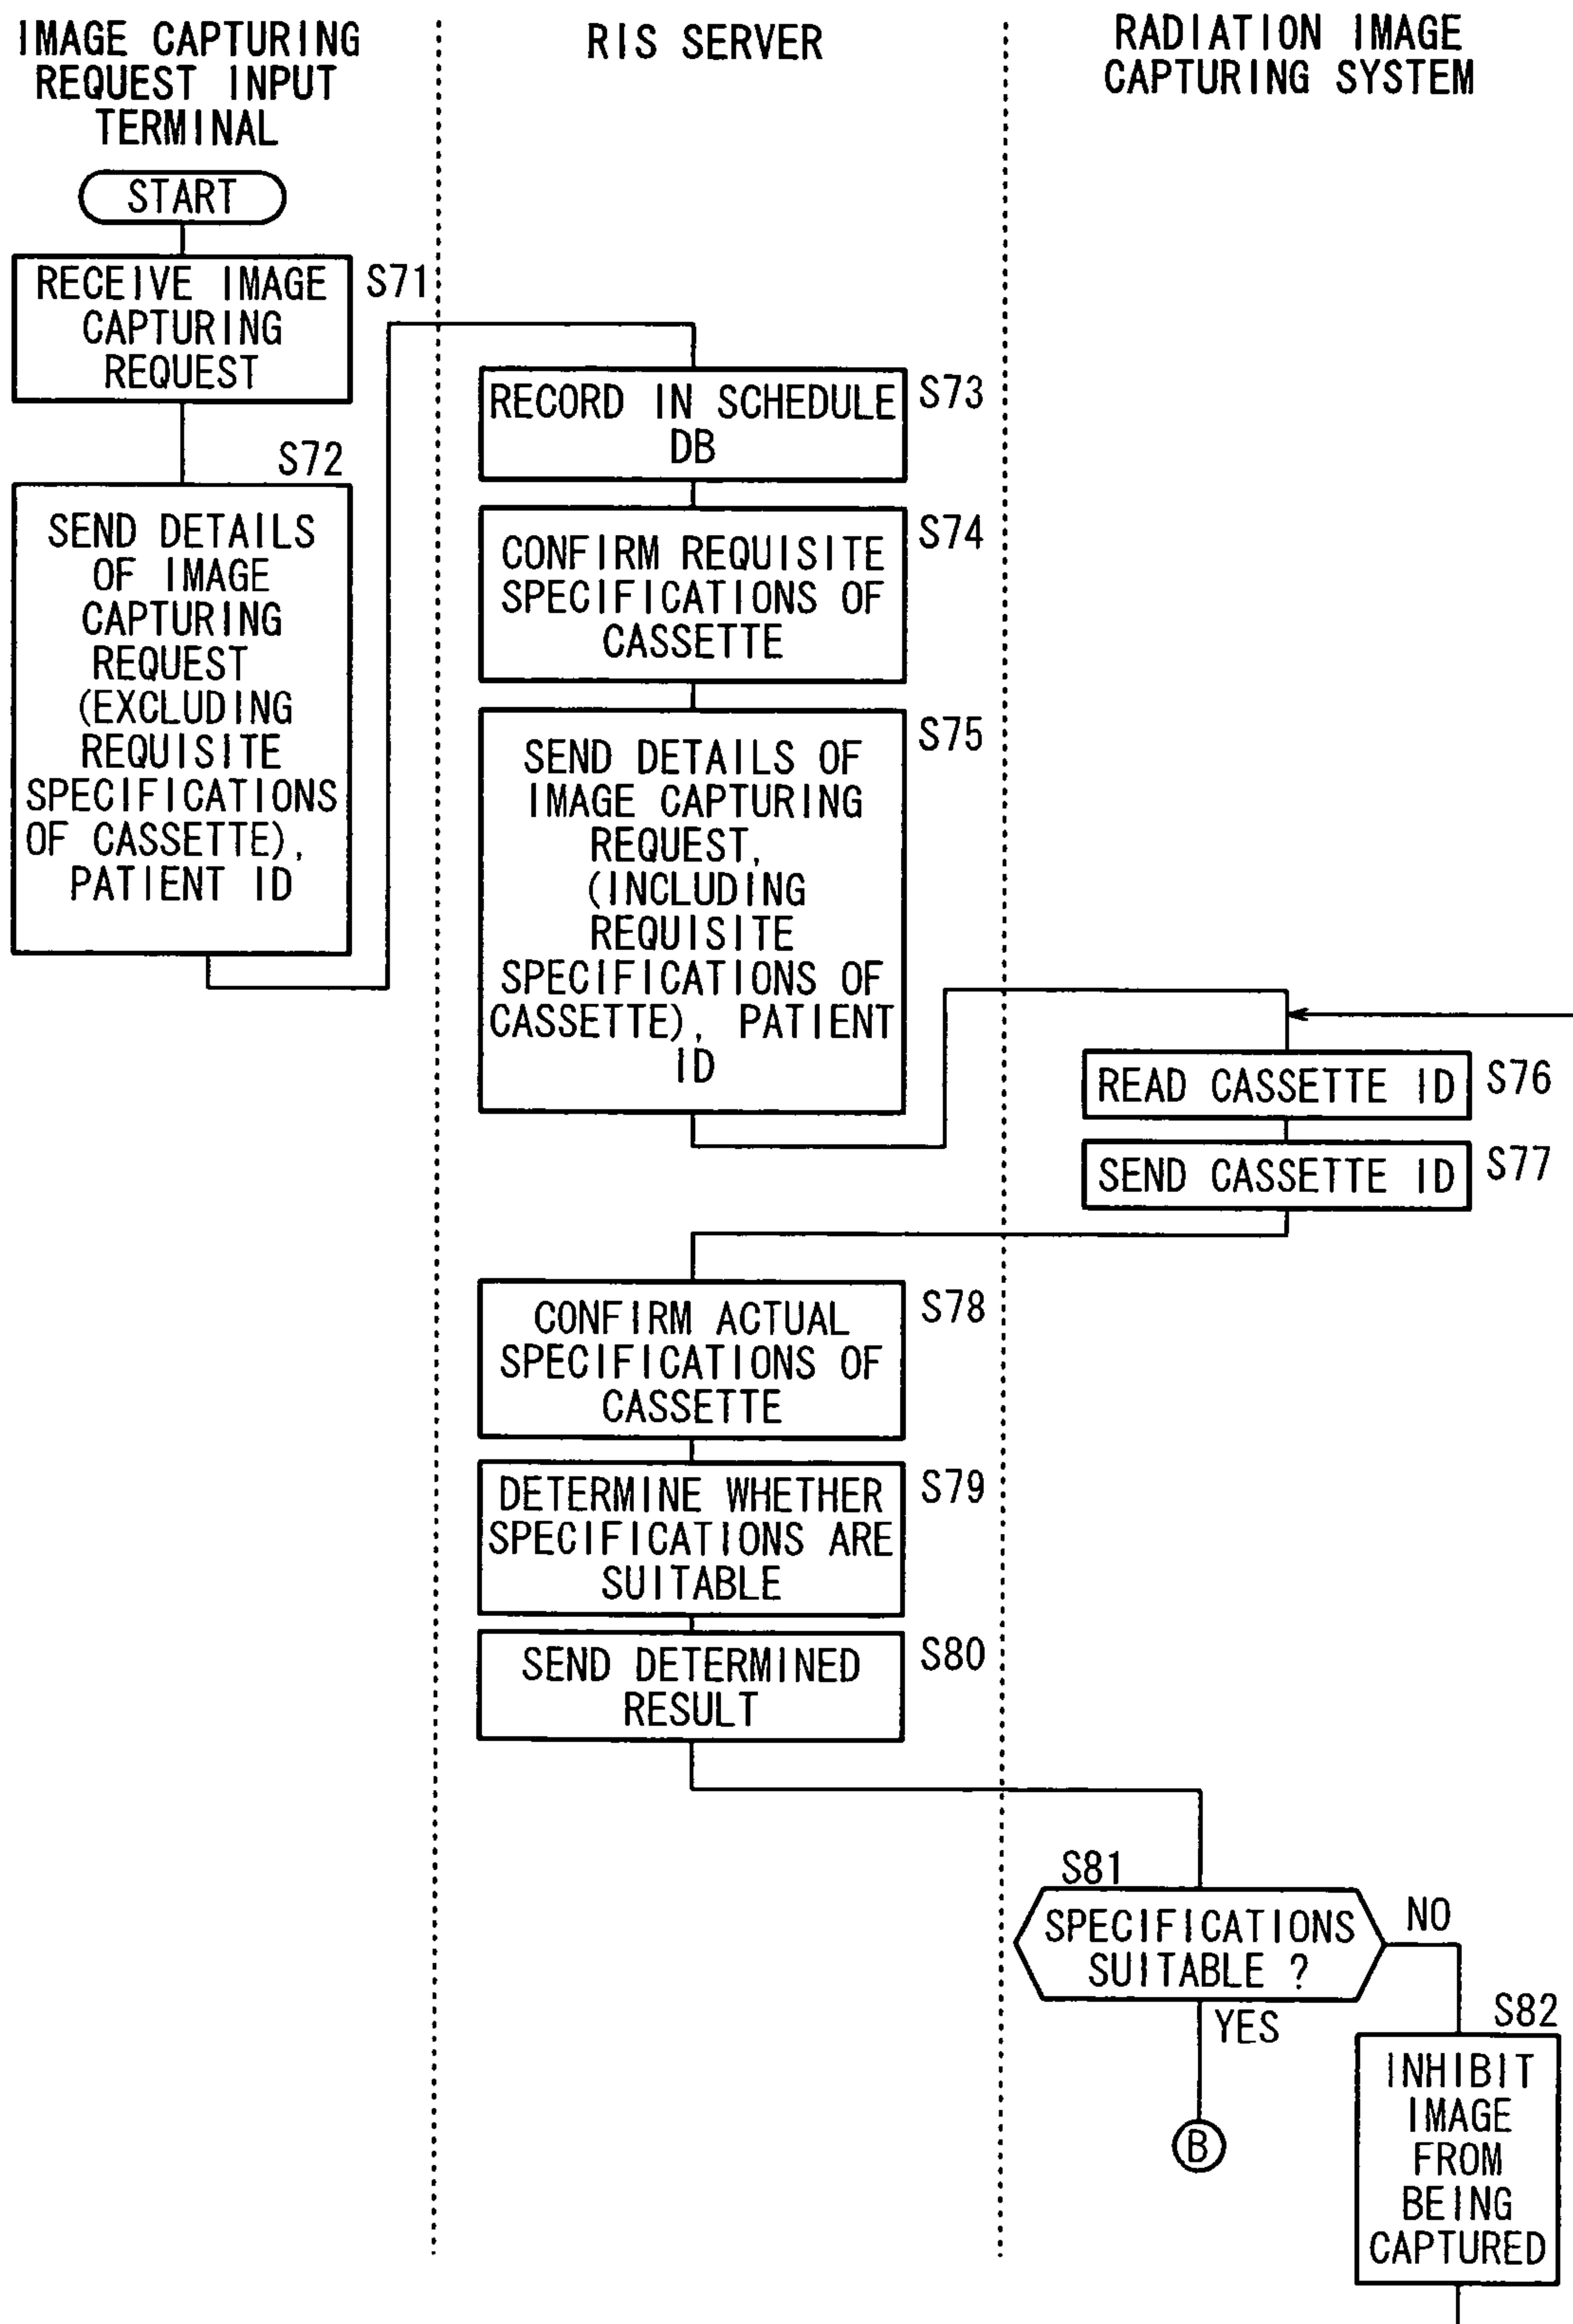 IMAGE CAPTURING
REQUEST INPUT
TERMINAL
RIS SERVER
RADIATION IMAGE
CAPTURING SYSTEM
START
RECEIVE IMAGE
CAPTURING
REQUEST
S71
S72
SEND DETAILS
OF IMAGE
CAPTURING
REQUEST
(EXCLUDING
REQUISITE
SPECIFICATIONS
OF CASSETTE),
PATIENT ID
RECORD IN SCHEDULE
DB
S73
CONFIRM REQUISITE
SPECIFICATIONS OF
CASSETTE
S74
SEND DETAILS OF
IMAGE CAPTURING
REQUEST,
(INCLUDING
REQUISITE
SPECIFICATIONS OF
CASSETTE), PATIENT
ID
S75
READ CASSETTE ID
S76
SEND CASSETTE ID
S77
CONFIRM ACTUAL
SPECIFICATIONS OF
CASSETTE
S78
DETERMINE WHETHER
SPECIFICATIONS ARE
SUITABLE
S79
SEND DETERMINED
RESULT
S80
S81
SPECIFICATIONS
SUITABLE ?
NO
YES
B
S82
INHIBIT
IMAGE
FROM
BEING
CAPTURED